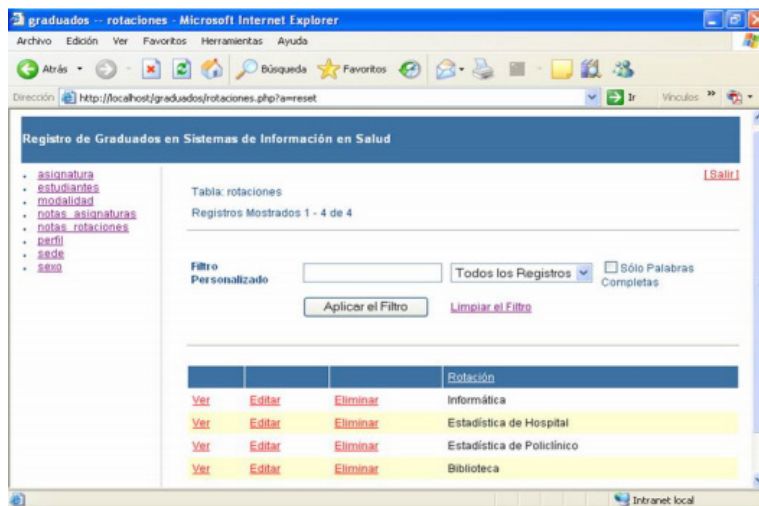 graduados -- rotaciones - Microsoft Internet Explorer
Archivo Edición Ver Favoritos Herramientas Ayuda
Atrás Búsqueda Favoritos
Dirección http://localhost/graduados/rotaciones.php?a=reset Ir Vínculos »
Registro de Graduados en Sistemas de Información en Salud
[Salir]
asignatura
estudiantes
modalidad
notas_asignaturas
notas_rotaciones
perfil
sede
sexo
Tabla: rotaciones
Registros Mostrados 1 - 4 de 4
Filtro Personalizado Todos los Registros Sólo Palabras Completas
Aplicar el Filtro Limpiar el Filtro
Rotación
Ver Editar Eliminar Informática
Ver Editar Eliminar Estadística de Hospital
Ver Editar Eliminar Estadística de Policlínico
Ver Editar Eliminar Biblioteca
Intranet local